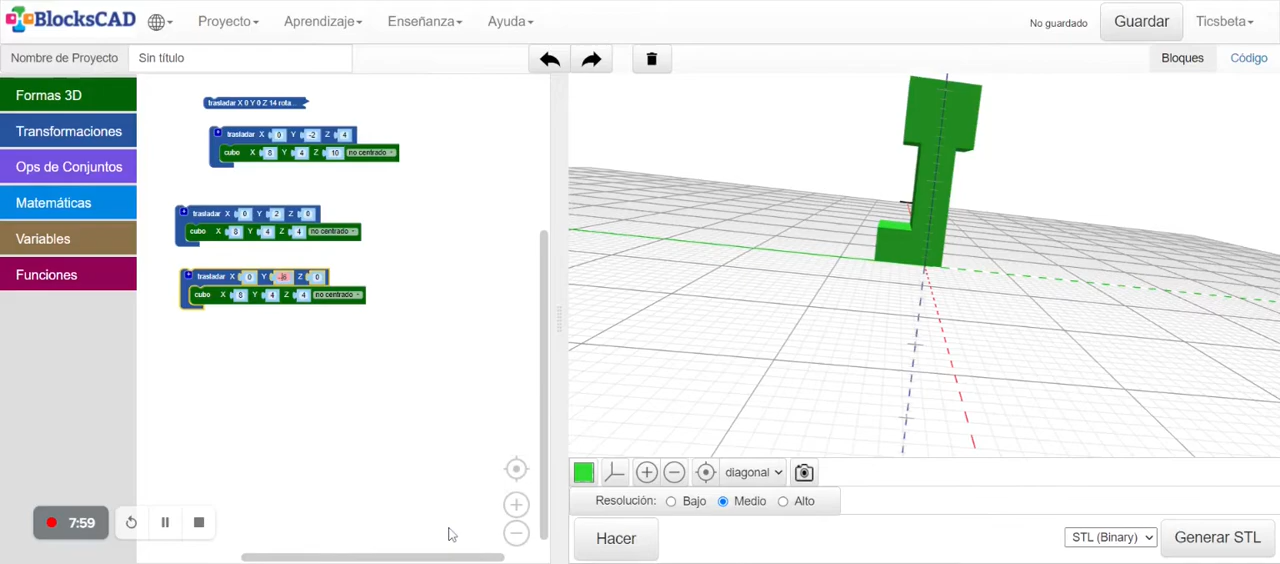 BlocksCAD
Proyecto Aprendizaje Enseñanza Ayuda
No guardado Guardar Ticsbeta
Nombre de Proyecto Sin título
Bloques Código
Formas 3D
Transformaciones
Ops de Conjuntos
Matemáticas
Variables
Funciones
trasladar X 0 Y 0 Z 14 rota...
trasladar X 0 Y -2 Z 4
cubo X 8 Y 4 Z 10 no centrado
trasladar X 0 Y 2 Z 0
cubo X 8 Y 4 Z 4 no centrado
trasladar X 0 Y -6 Z 0
cubo X 8 Y 4 Z 4 no centrado
7:59
diagonal
Resolución: Bajo Medio Alto
Hacer
STL (Binary) Generar STL